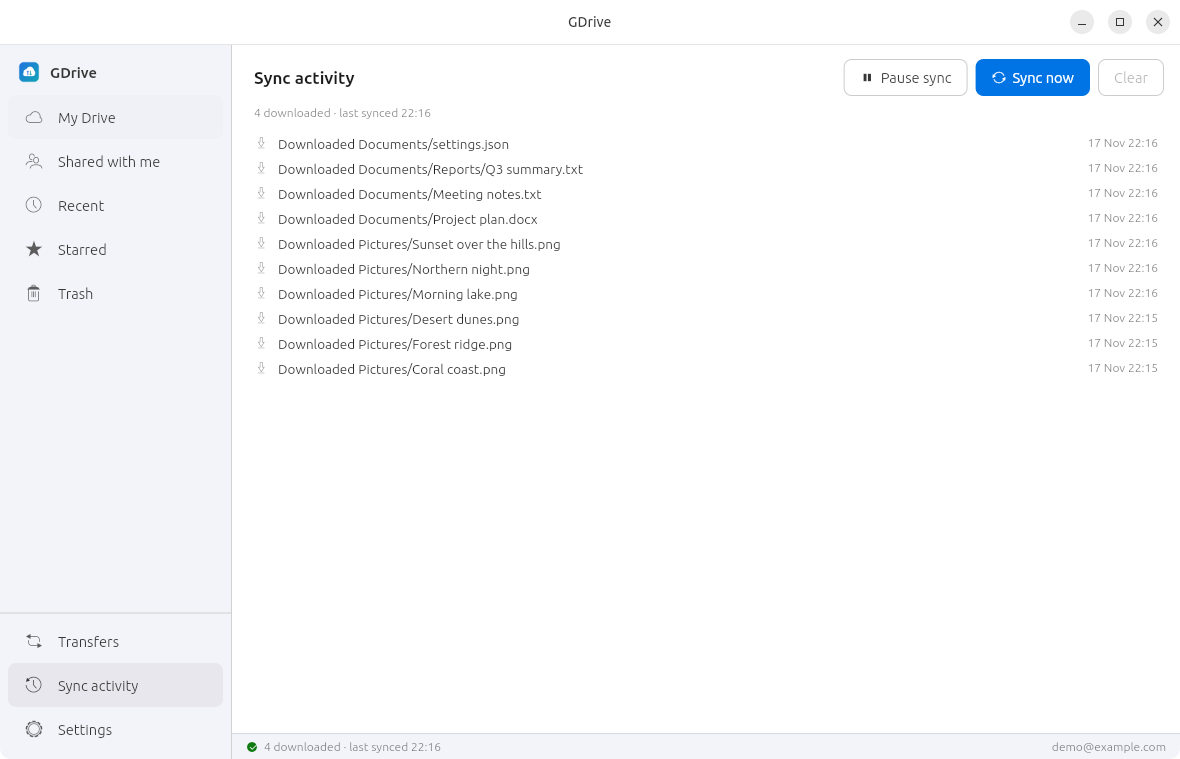 GDrive
GDrive
My Drive
Shared with me
Recent
Starred
Trash
Transfers
Sync activity
Settings
Sync activity
Pause sync
Sync now
Clear
4 downloaded · last synced 22:16
Downloaded Documents/settings.json 17 Nov 22:16
Downloaded Documents/Reports/Q3 summary.txt 17 Nov 22:16
Downloaded Documents/Meeting notes.txt 17 Nov 22:16
Downloaded Documents/Project plan.docx 17 Nov 22:16
Downloaded Pictures/Sunset over the hills.png 17 Nov 22:16
Downloaded Pictures/Northern night.png 17 Nov 22:16
Downloaded Pictures/Morning lake.png 17 Nov 22:16
Downloaded Pictures/Desert dunes.png 17 Nov 22:15
Downloaded Pictures/Forest ridge.png 17 Nov 22:15
Downloaded Pictures/Coral coast.png 17 Nov 22:15
4 downloaded · last synced 22:16
demo@example.com